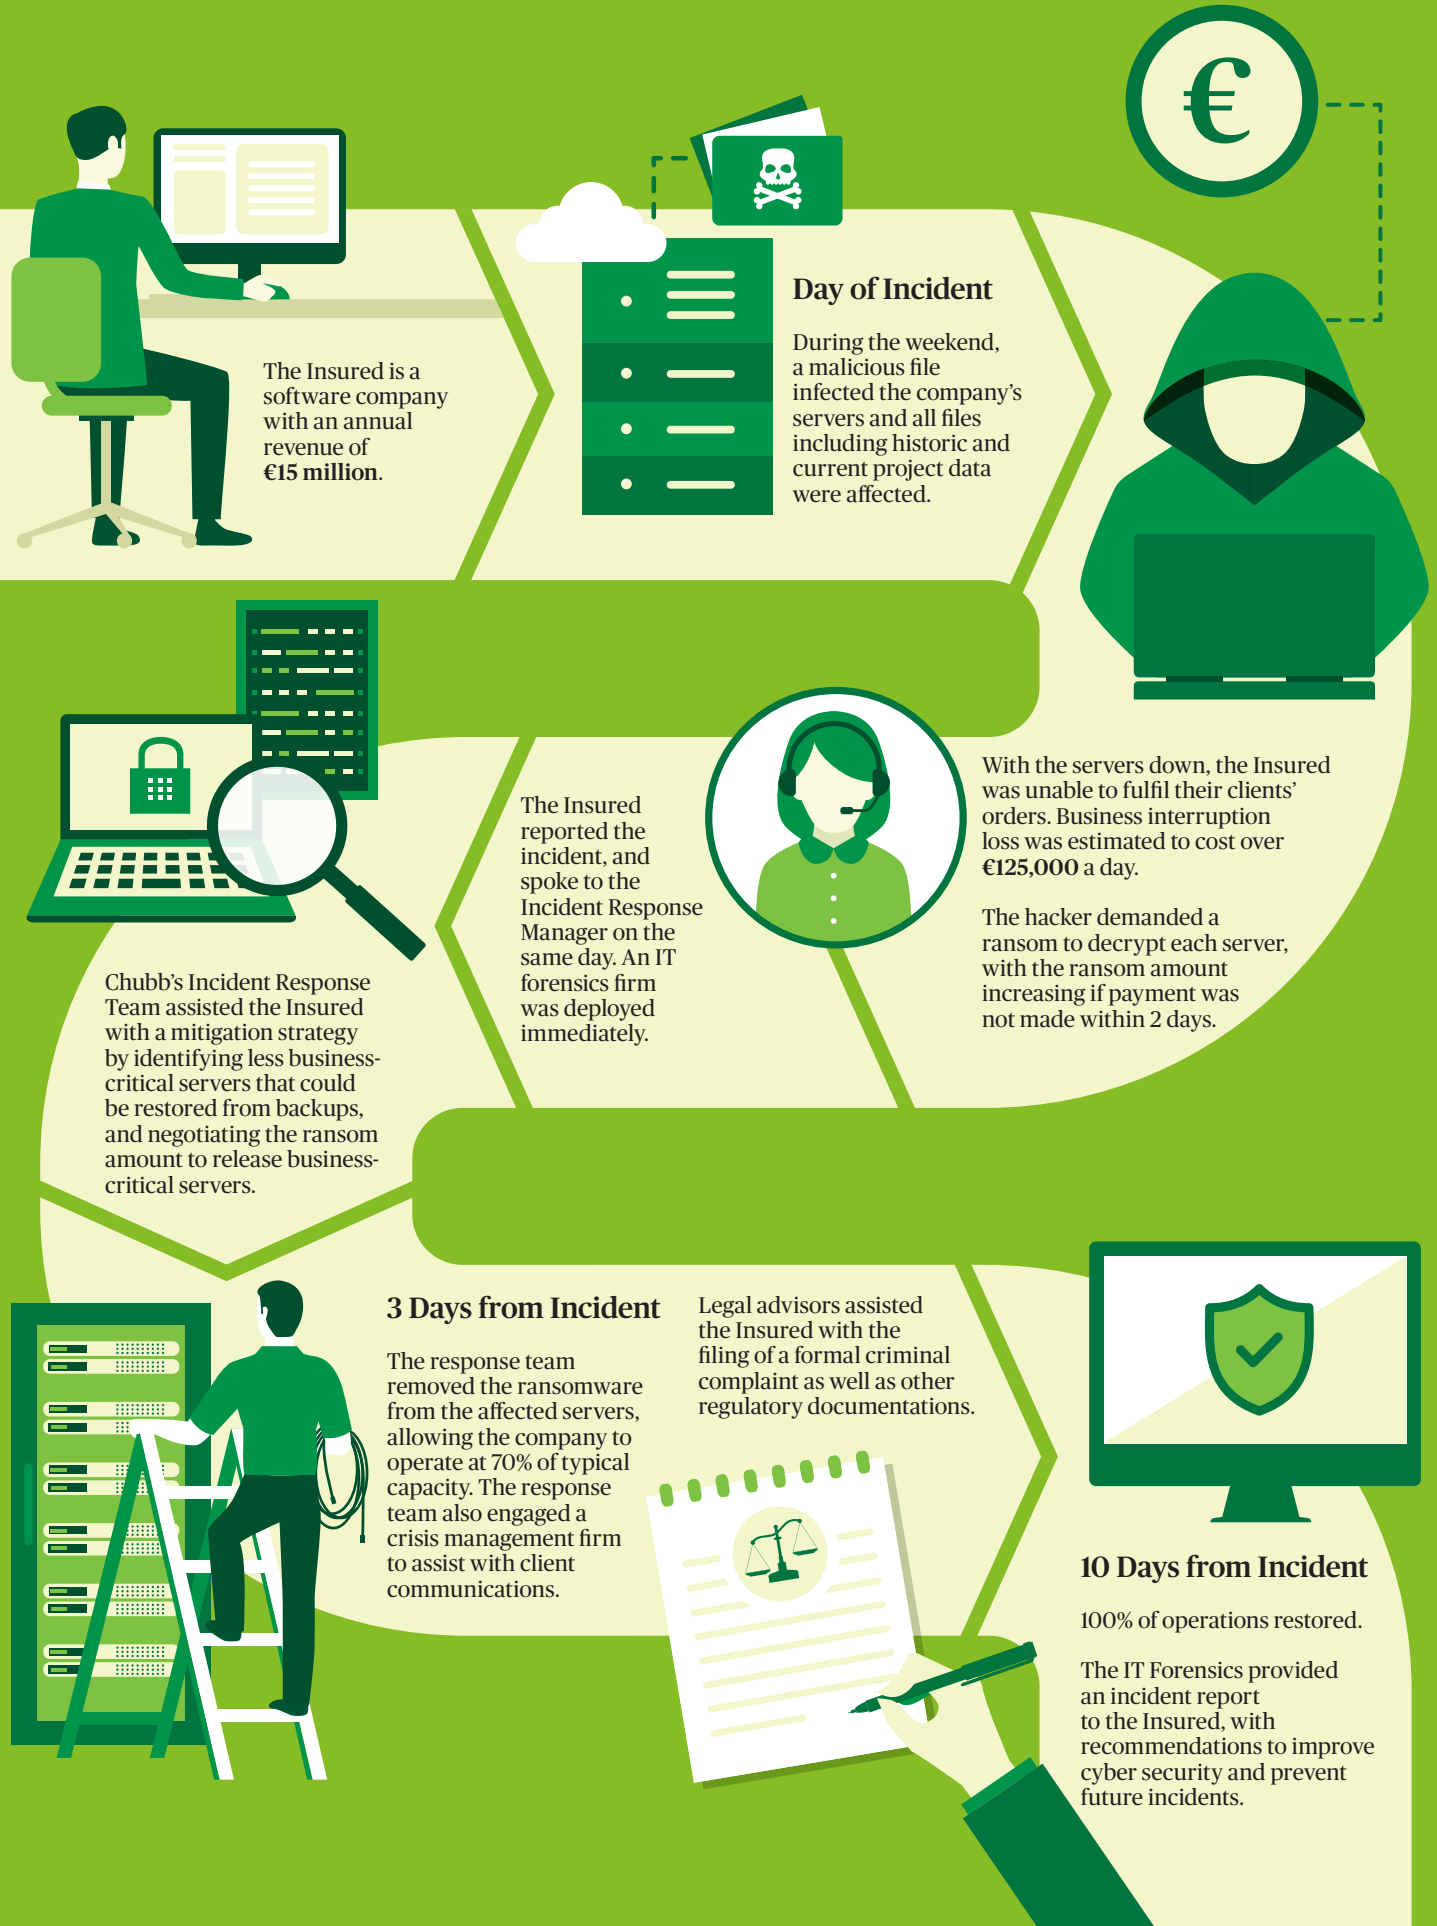 €
The Insured is a
software company
with an annual
revenue of
€15 million.
Day of Incident
During the weekend,
a malicious file
infected the company’s
servers and all files
including historic and
current project data
were affected.
With the servers down, the Insured
was unable to fulfil their clients’
orders. Business interruption
loss was estimated to cost over
€125,000 a day.
The hacker demanded a
ransom to decrypt each server,
with the ransom amount
increasing if payment was
not made within 2 days.
The Insured
reported the
incident, and
spoke to the
Incident Response
Manager on the
same day. An IT
forensics firm
was deployed
immediately.
Chubb’s Incident Response
Team assisted the Insured
with a mitigation strategy
by identifying less business-
critical servers that could
be restored from backups,
and negotiating the ransom
amount to release business-
critical servers.
3 Days from Incident
The response team
removed the ransomware
from the affected servers,
allowing the company to
operate at 70% of typical
capacity. The response
team also engaged a
crisis management firm
to assist with client
communications.
Legal advisors assisted
the Insured with the
filing of a formal criminal
complaint as well as other
regulatory documentations.
10 Days from Incident
100% of operations restored.
The IT Forensics provided
an incident report
to the Insured, with
recommendations to improve
cyber security and prevent
future incidents.